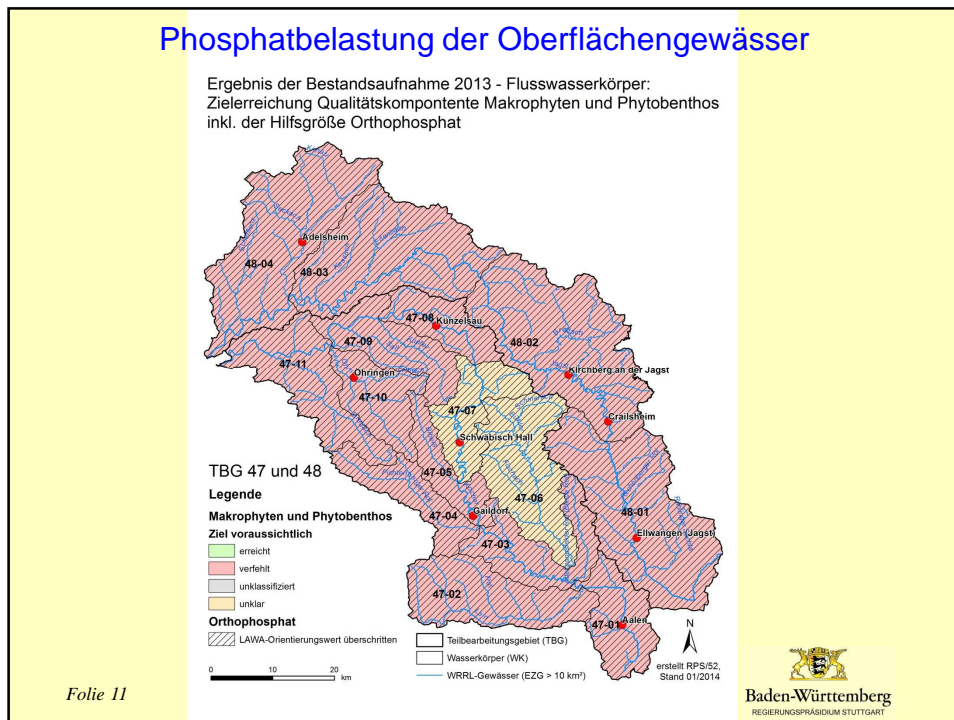 Phosphatbelastung der Oberflächengewässer
Ergebnis der Bestandsaufnahme 2013 - Flusswasserkörper:
Zielerreichung Qualitätskompontente Makrophyten und Phytobenthos
inkl. der Hilfsgröße Orthophosphat
Adelsheim
48-04
48-03
47-08
Künzelsau
47-09
48-02
47-11
Öhringen
Kirchberg an der Jagst
47-10
47-07
Crailsheim
Schwäbisch Hall
47-05
47-06
47-04
Gaildorf
48-01
47-03
Ellwangen Jagst
47-02
47-01
Aalen
TBG 47 und 48
Legende
Makrophyten und Phytobenthos
Ziel voraussichtlich
erreicht
verfehlt
unklassifiziert
unklar
Orthophosphat
LAWA-Orientierungswert überschritten
Teilbearbeitungsgebiet (TBG)
Wasserkörper (WK)
WRRL-Gewässer (EZG > 10 km²)
0 10 20
km
N
erstellt RPS/52,
Stand 01/2014
Folie 11
Baden-Württemberg
REGIERUNGSPRÄSIDIUM STUTTGART